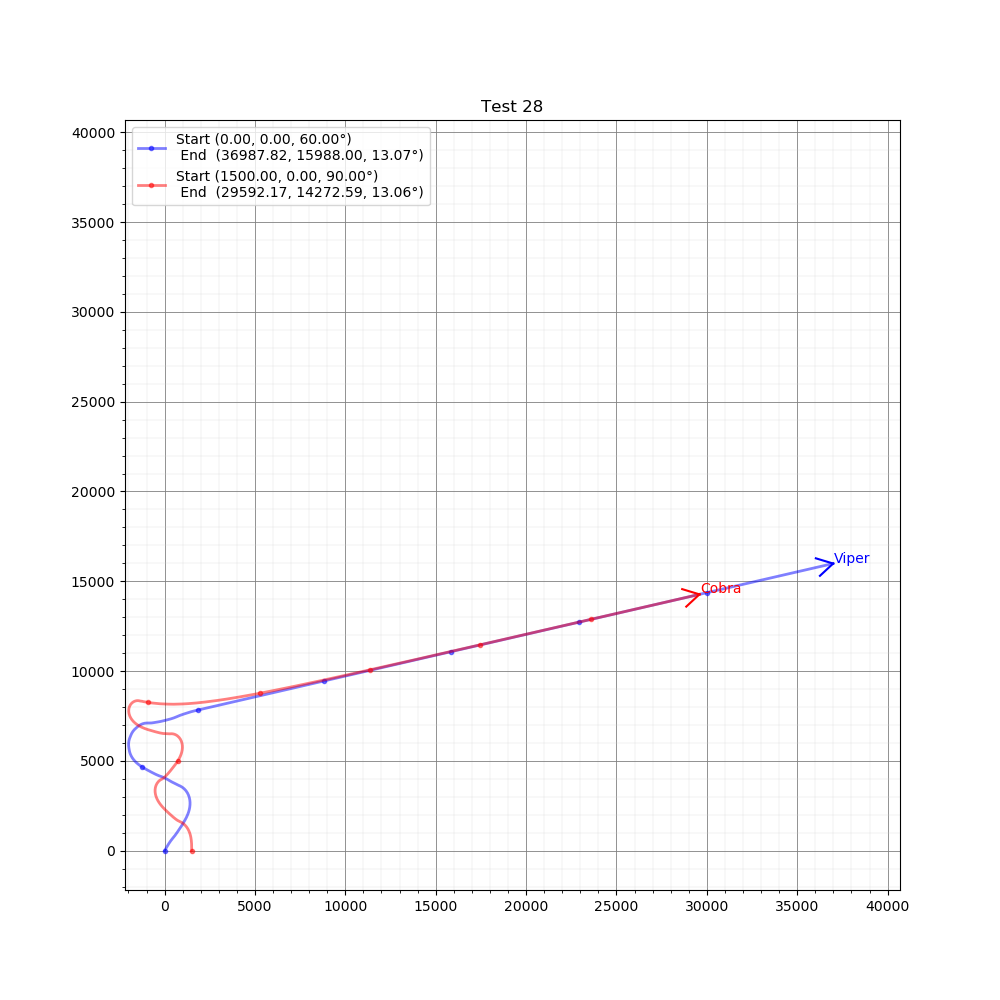 Test 28
Start (0.00, 0.00, 60.00°)
End (36987.82, 15988.00, 13.07°)
Start (1500.00, 0.00, 90.00°)
End (29592.17, 14272.59, 13.06°)
40000
35000
30000
25000
20000
15000
10000
5000
0
Viper
Cobra
0 5000 10000 15000 20000 25000 30000 35000 40000